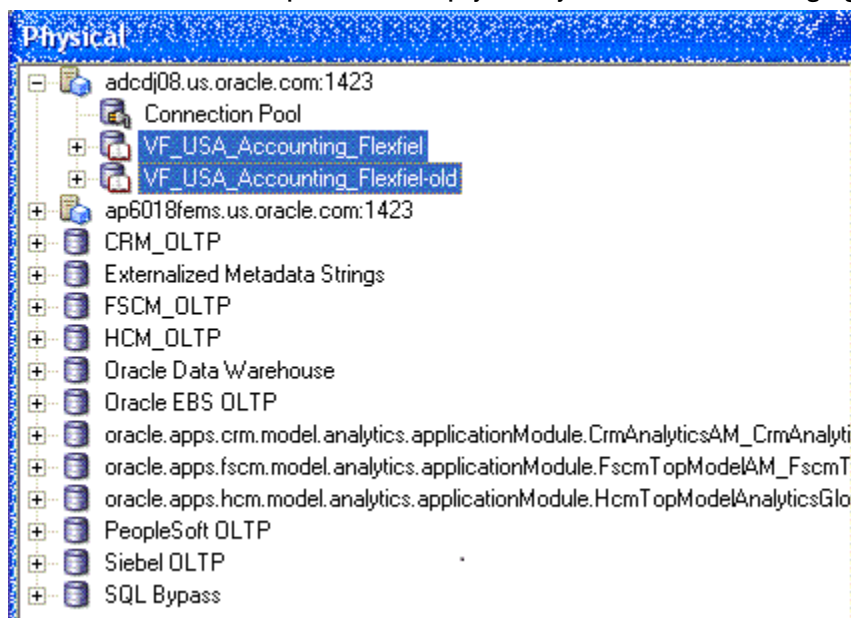 Physical
adcdj08.us.oracle.com:1423
Connection Pool
VF_USA_Accounting_Flexfiel
VF_USA_Accounting_Flexfiel-old
ap6018fems.us.oracle.com:1423
CRM_OLTP
Externalized Metadata Strings
FSCM_OLTP
HCM_OLTP
Oracle Data Warehouse
Oracle EBS OLTP
oracle.apps.crm.model.analytics.applicationModule.CrmAnalyticsAM_CrmAnalyti
oracle.apps.fscm.model.analytics.applicationModule.FscmTopModelAM_FscmT
oracle.apps.hcm.model.analytics.applicationModule.HcmTopModelAnalyticsGlo
PeopleSoft OLTP
Siebel OLTP
SQL Bypass